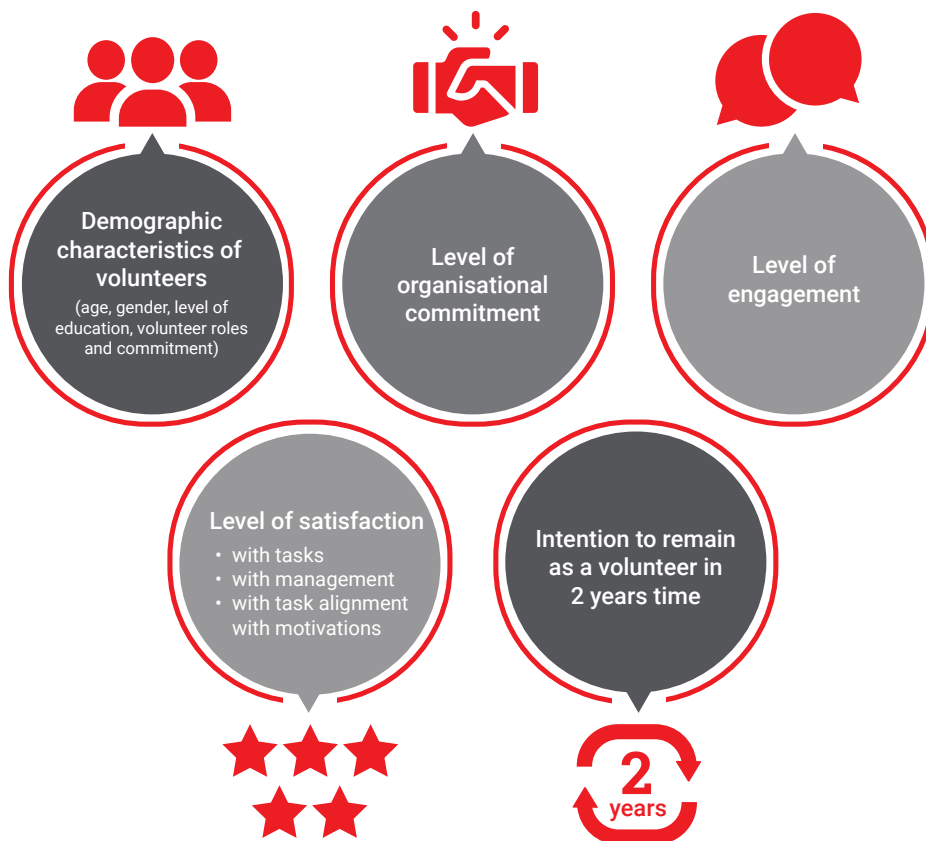 Demographic
characteristics of
volunteers
(age, gender, level of
education, volunteer roles
and commitment)
Level of
organisational
commitment
Level of
engagement
Level of satisfaction
• with tasks
• with management
• with task alignment
with motivations
Intention to remain
as a volunteer in
2 years time
2
years